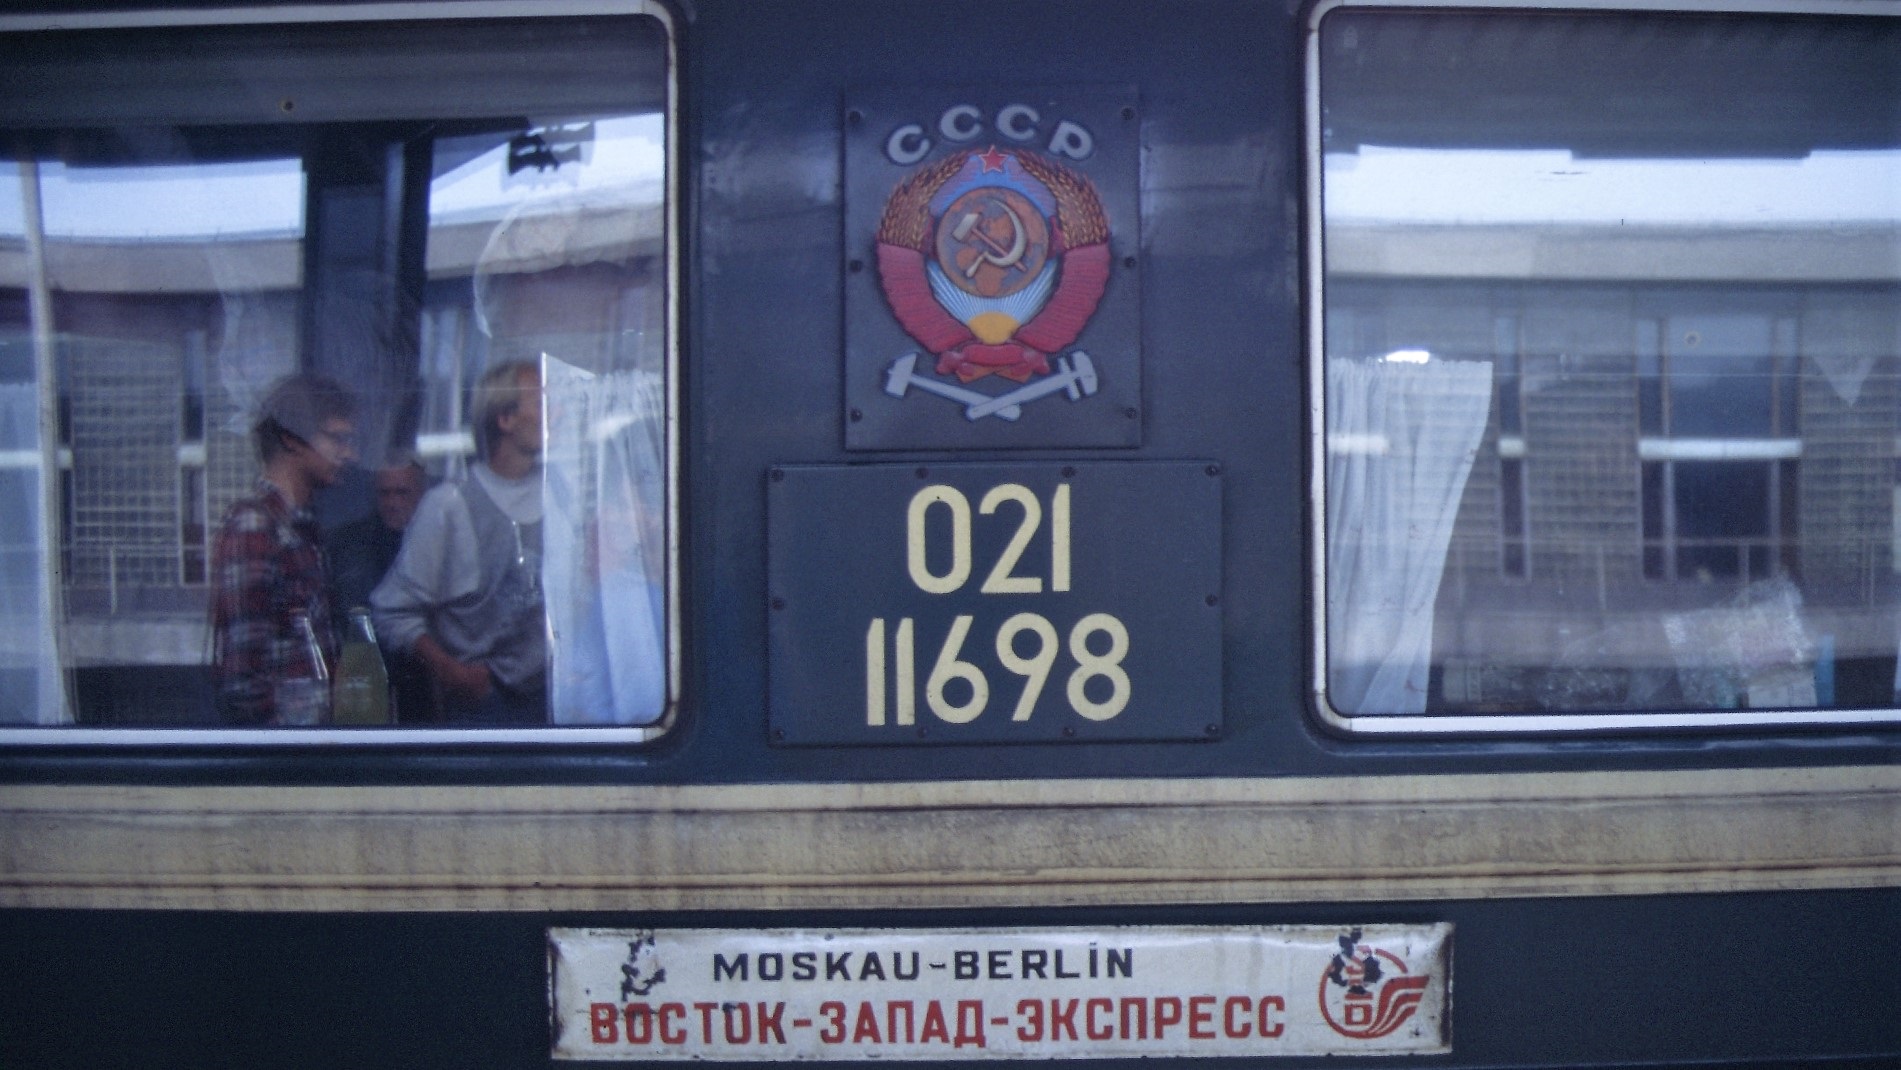 СССР
021
11698
MOSKAU-BERLIN
ВОСТОК-ЗАПАД-ЭКСПРЕСС